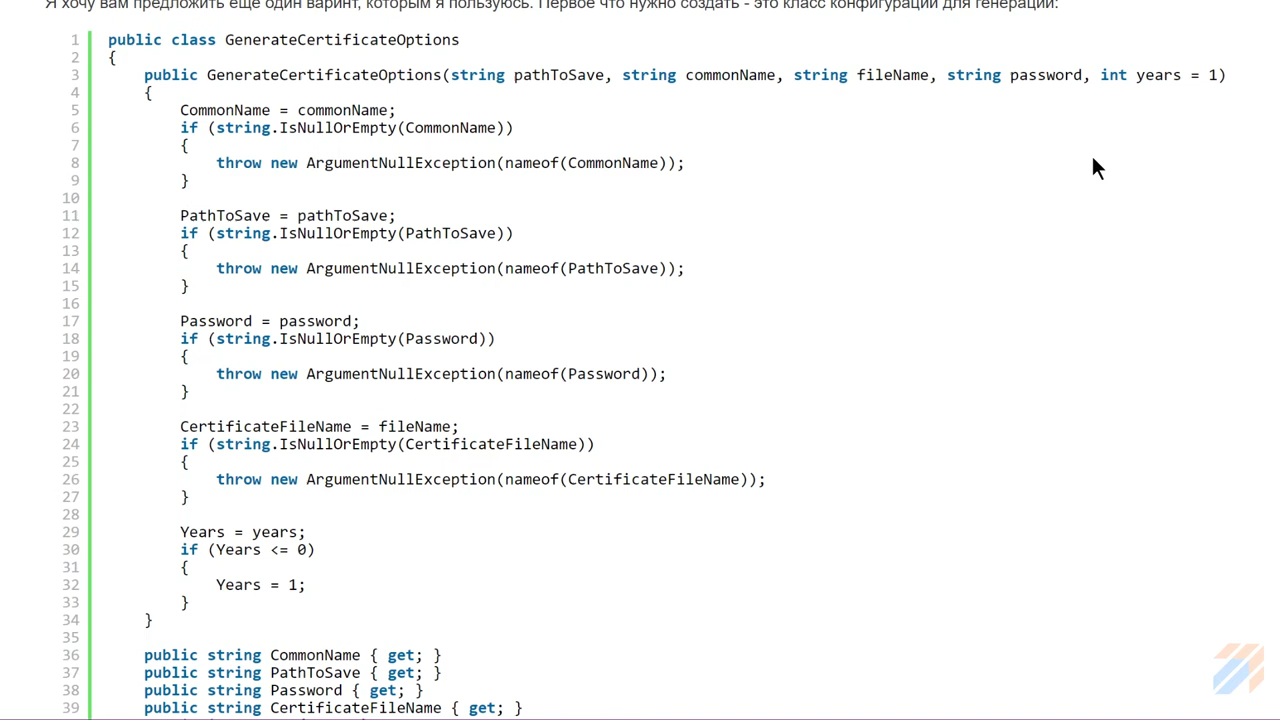 Я хочу вам предложить еще один варинт, которым я пользуюсь. Первое что нужно создать - это класс конфигурации для генерации:
1 public class GenerateCertificateOptions
2 {
3 public GenerateCertificateOptions(string pathToSave, string commonName, string fileName, string password, int years = 1)
4 {
5 CommonName = commonName;
6 if (string.IsNullOrEmpty(CommonName))
7 {
8 throw new ArgumentNullException(nameof(CommonName));
9 }
10
11 PathToSave = pathToSave;
12 if (string.IsNullOrEmpty(PathToSave))
13 {
14 throw new ArgumentNullException(nameof(PathToSave));
15 }
16
17 Password = password;
18 if (string.IsNullOrEmpty(Password))
19 {
20 throw new ArgumentNullException(nameof(Password));
21 }
22
23 CertificateFileName = fileName;
24 if (string.IsNullOrEmpty(CertificateFileName))
25 {
26 throw new ArgumentNullException(nameof(CertificateFileName));
27 }
28
29 Years = years;
30 if (Years <= 0)
31 {
32 Years = 1;
33 }
34 }
35
36 public string CommonName { get; }
37 public string PathToSave { get; }
38 public string Password { get; }
39 public string CertificateFileName { get; }